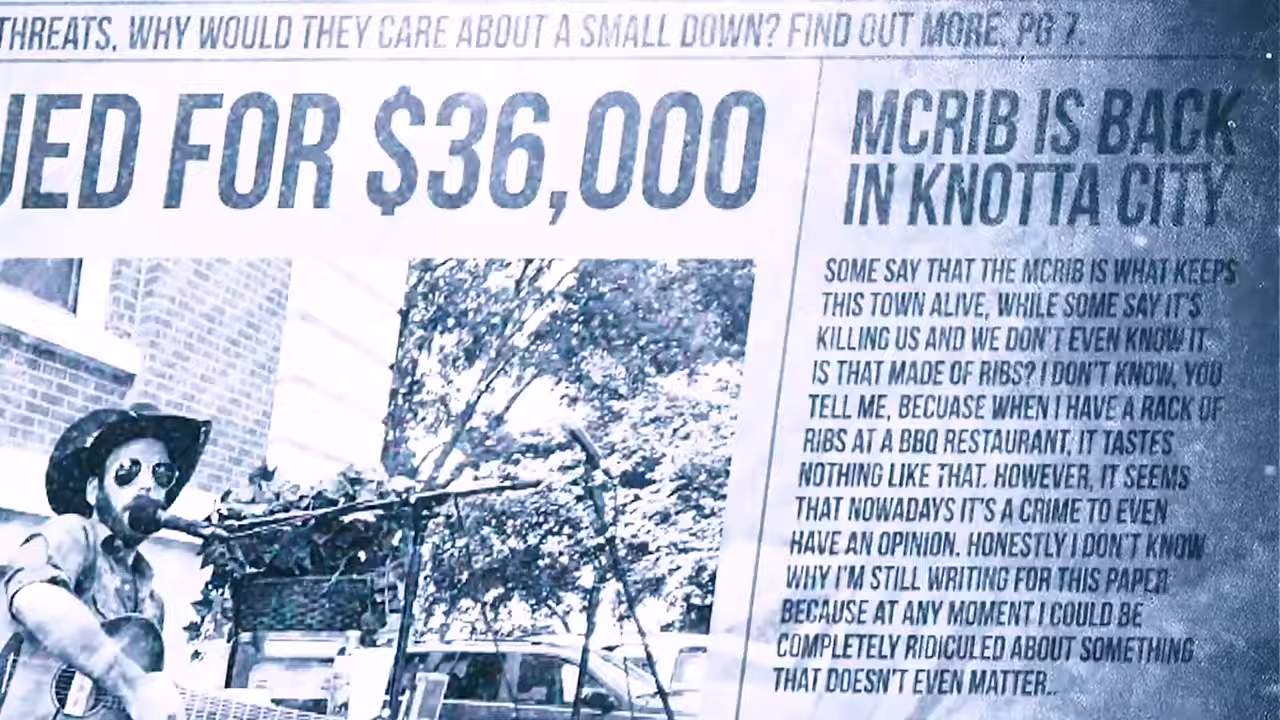 THREATS, WHY WOULD THEY CARE ABOUT A SMALL DOWN? FIND OUT MORE, PG 7.
UED FOR $36,000
MCRIB IS BACK
IN KNOTTA CITY
SOME SAY THAT THE MCRIB IS WHAT KEEPS
THIS TOWN ALIVE, WHILE SOME SAY IT'S
KILLING US AND WE DON'T EVEN KNOW IT.
IS THAT MADE OF RIBS? I DON'T KNOW, YOU
TELL ME, BECUASE WHEN I HAVE A RACK OF
RIBS AT A BBQ RESTAURANT, IT TASTES
NOTHING LIKE THAT. HOWEVER, IT SEEMS
THAT NOWADAYS IT'S A CRIME TO EVEN
HAVE AN OPINION. HONESTLY I DON'T KNOW
WHY I'M STILL WRITING FOR THIS PAPER
BECAUSE AT ANY MOMENT I COULD BE
COMPLETELY RIDICULED ABOUT SOMETHING
THAT DOESN'T EVEN MATTER..